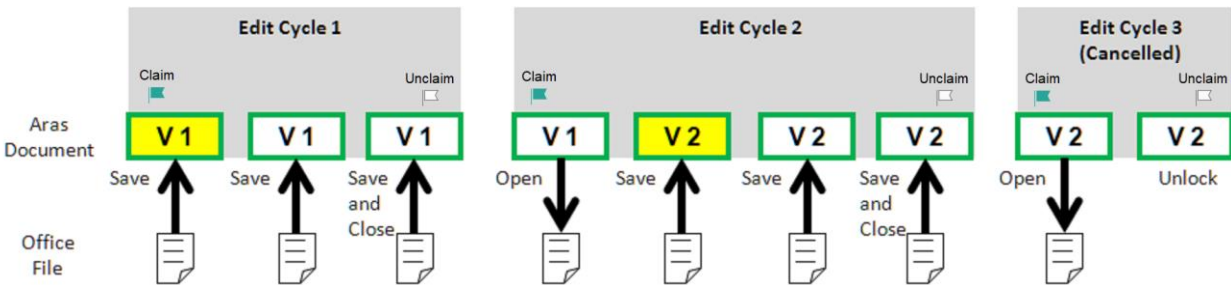 Edit Cycle 1
Edit Cycle 2
Edit Cycle 3
(Cancelled)
Claim
Unclaim
Claim
Unclaim
Claim
Unclaim
Aras
Document
V 1
V 1
V 1
V 1
V 2
V 2
V 2
V 2
V 2
Save
Save
Save
and
Close
Open
Save
Save
Save
and
Close
Open
Unlock
Office
File